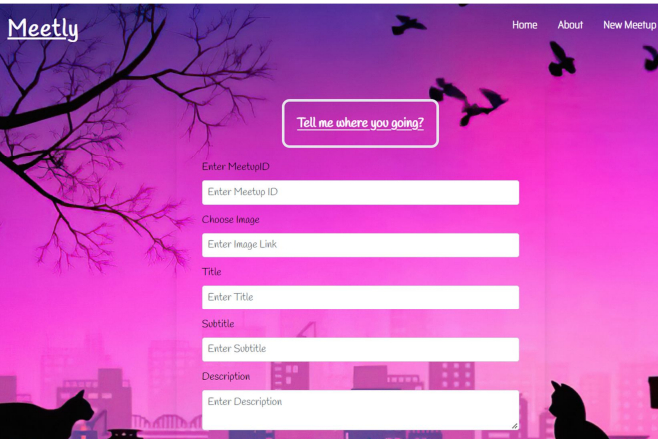 Meetly
Home About New Meetup
Tell me where you going?
Enter MeetupID
Enter Meetup ID
Choose Image
Enter Image Link
Title
Enter Title
Subtitle
Enter Subtitle
Description
Enter Description